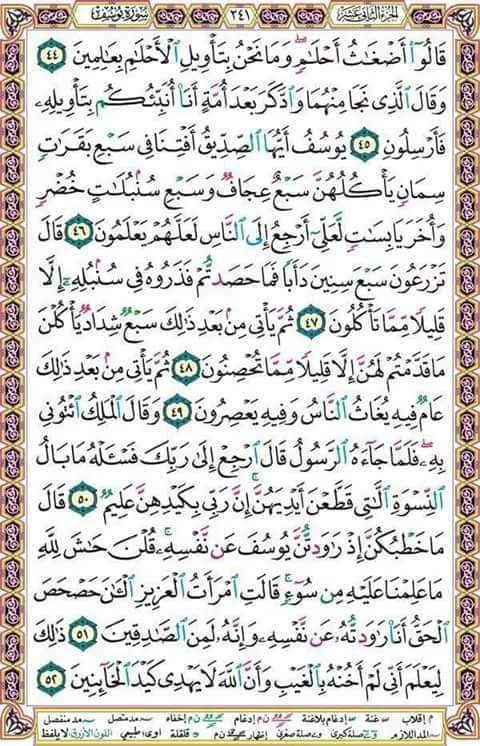 الجزء الثاني عشر ٢٤١ سورة يوسف
قَالُوٓا۟ أَضْغَـٰثُ أَحْلَـٰمٍۢ ۖ وَمَا نَحْنُ بِتَأْوِيلِ ٱلْأَحْلَـٰمِ بِعَـٰلِمِينَ ٤٤
وَقَالَ ٱلَّذِى نَجَا مِنْهُمَا وَٱدَّكَرَ بَعْدَ أُمَّةٍ أَنَا۠ أُنَبِّئُكُم بِتَأْوِيلِهِۦ
فَأَرْسِلُونِ ٤٥ يُوسُفُ أَيُّهَا ٱلصِّدِّيقُ أَفْتِنَا فِى سَبْعِ بَقَرَٰتٍۢ
سِمَانٍۢ يَأْكُلُهُنَّ سَبْعٌ عِجَافٌۭ وَسَبْعِ سُنۢبُلَـٰتٍ خُضْرٍۢ
وَأُخَرَ يَابِسَـٰتٍۢ لَّعَلِّىٓ أَرْجِعُ إِلَى ٱلنَّاسِ لَعَلَّهُمْ يَعْلَمُونَ ٤٦ قَالَ
تَزْرَعُونَ سَبْعَ سِنِينَ دَأَبًۭا فَمَا حَصَدتُّمْ فَذَرُوهُ فِى سُنۢبُلِهِۦٓ إِلَّا
قَلِيلًۭا مِّمَّا تَأْكُلُونَ ٤٧ ثُمَّ يَأْتِى مِنۢ بَعْدِ ذَٰلِكَ سَبْعٌۭ شِدَادٌۭ يَأْكُلْنَ
مَا قَدَّمْتُمْ لَهُنَّ إِلَّا قَلِيلًۭا مِّمَّا تُحْصِنُونَ ٤٨ ثُمَّ يَأْتِى مِنۢ بَعْدِ ذَٰلِكَ
عَامٌۭ فِيهِ يُغَاثُ ٱلنَّاسُ وَفِيهِ يَعْصِرُونَ ٤٩ وَقَالَ ٱلْمَلِكُ ٱئْتُونِى
بِهِۦ ۖ فَلَمَّا جَآءَهُ ٱلرَّسُولُ قَالَ ٱرْجِعْ إِلَىٰ رَبِّكَ فَسْـَٔلْهُ مَا بَالُ
ٱلنِّسْوَةِ ٱلَّـٰتِى قَطَّعْنَ أَيْدِيَهُنَّ ۚ إِنَّ رَبِّى بِكَيْدِهِنَّ عَلِيمٌۭ ٥٠ قَالَ
مَا خَطْبُكُنَّ إِذْ رَٰوَدتُّنَّ يُوسُفَ عَن نَّفْسِهِۦ ۚ قُلْنَ حَـٰشَ لِلَّهِ
مَا عَلِمْنَا عَلَيْهِ مِن سُوٓءٍۢ ۚ قَالَتِ ٱمْرَأَتُ ٱلْعَزِيزِ ٱلْـَٔـٰنَ حَصْحَصَ
ٱلْحَقُّ أَنَا۠ رَٰوَدتُّهُۥ عَن نَّفْسِهِۦ وَإِنَّهُۥ لَمِنَ ٱلصَّـٰدِقِينَ ٥١ ذَٰلِكَ
لِيَعْلَمَ أَنِّى لَمْ أَخُنْهُ بِٱلْغَيْبِ وَأَنَّ ٱللَّهَ لَا يَهْدِى كَيْدَ ٱلْخَآئِنِينَ ٥٢
م إقلاب غنة إدغام بلاغنة ن م إدغام ن م إخفاء مد متصل مد منفصل
المد اللازم صلة كبرى صلة صغرى إظهار ن م قلقلة اوى: طبيعي اللون الأزرق: لا يلفظ